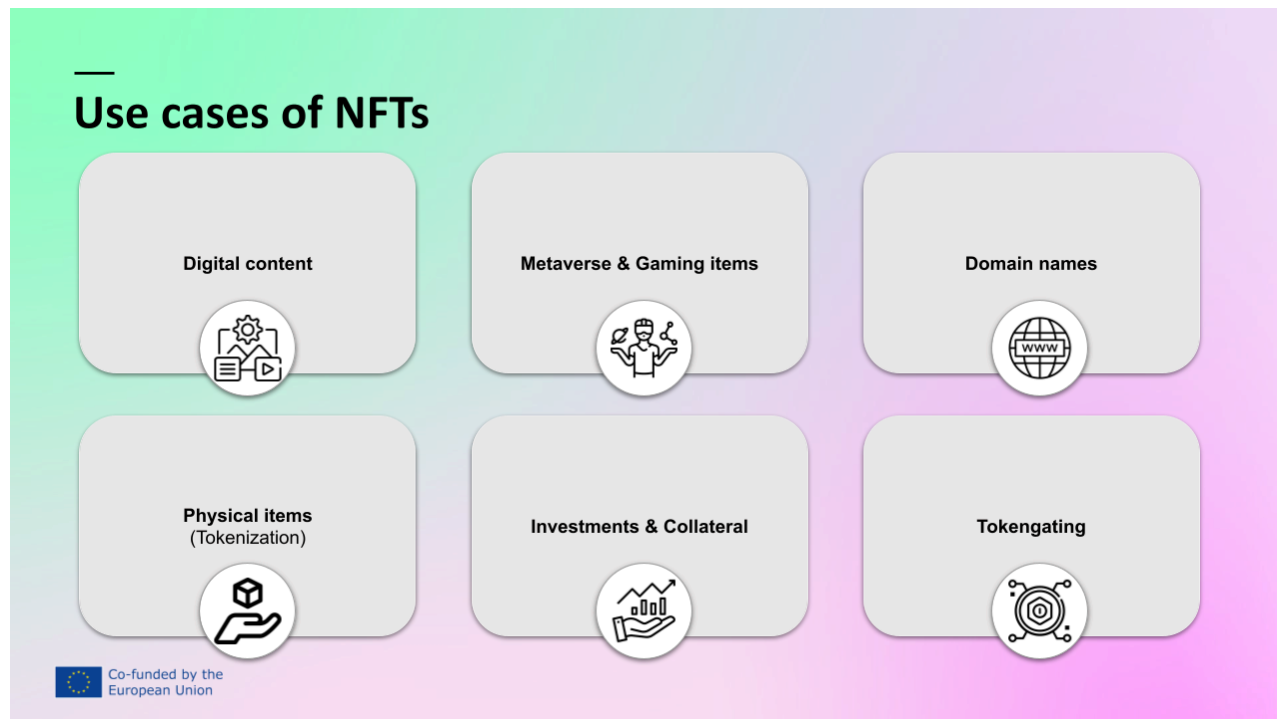 Use cases of NFTs
Digital content
Metaverse & Gaming items
Domain names
www
Physical items
(Tokenization)
Investments & Collateral
Tokengating
Co-funded by the
European Union